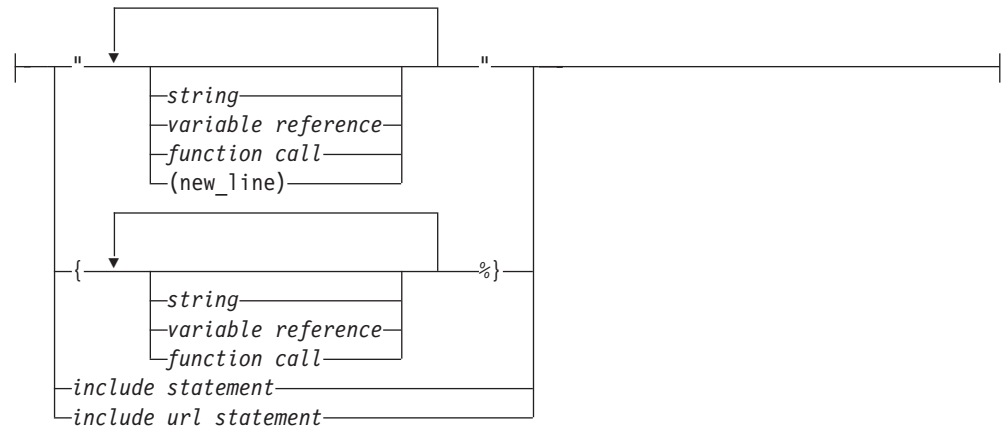 " "
string
variable reference
function call
(new_line)
{ %}
string
variable reference
function call
include statement
include url statement